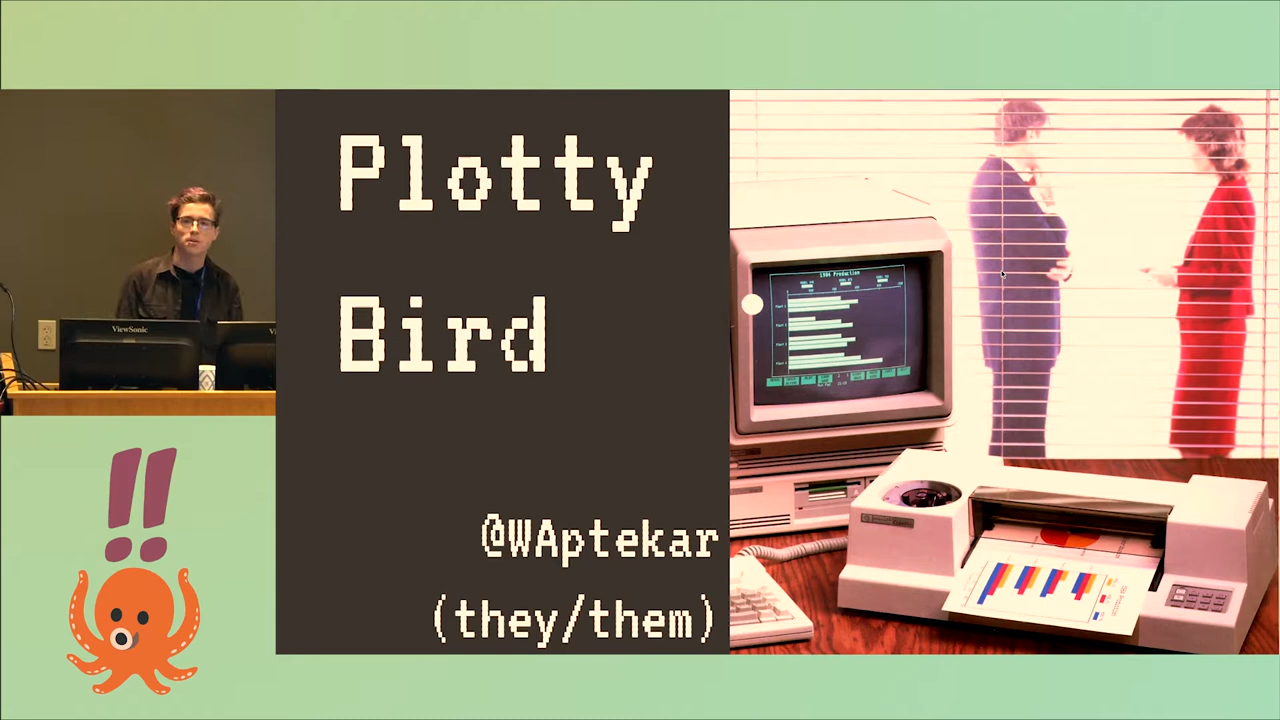 Plotty
Bird
@WAptekar
(they/them)
ViewSonic
1984 Production
‼